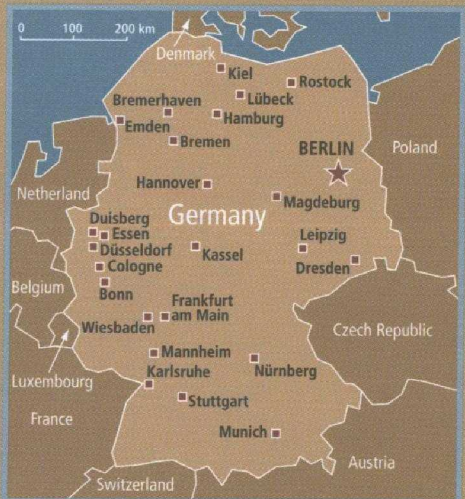 0 100 200 km
Denmark
Kiel
Rostock
Lübeck
Bremerhaven
Hamburg
Emden
Bremen
BERLIN
Poland
Netherland
Hannover
Magdeburg
Germany
Duisberg
Essen
Düsseldorf
Cologne
Kassel
Leipzig
Dresden
Belgium
Bonn
Frankfurt
am Main
Wiesbaden
Czech Republic
Mannheim
Luxembourg
Karlsruhe
Nürnberg
France
Stuttgart
Munich
Austria
Switzerland